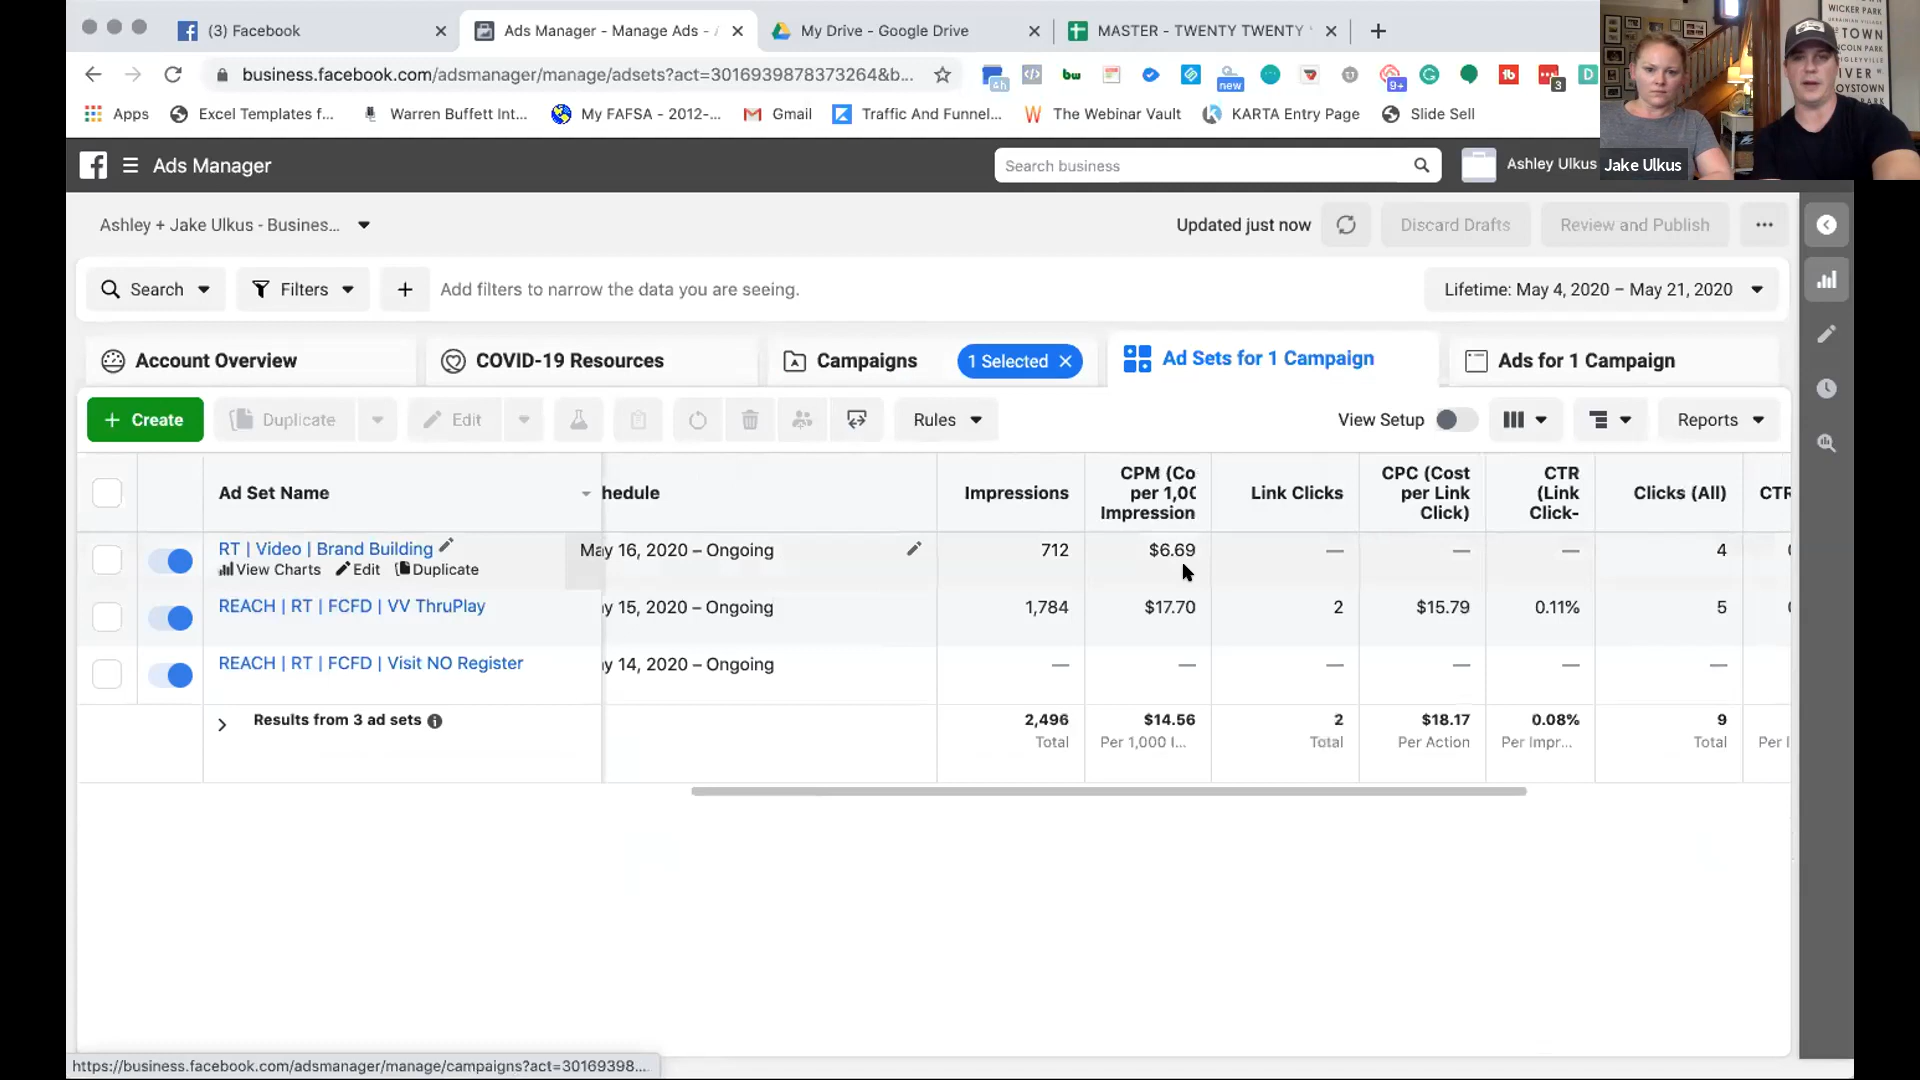 (3) Facebook
Ads Manager - Manage Ads - A
My Drive - Google Drive
MASTER - TWENTY TWENTY
business.facebook.com/adsmanager/manage/adsets?act=3016939878373264&b...
4h
bw
new
9+
3
D
Apps
Excel Templates f...
Warren Buffett Int...
My FAFSA - 2012-...
Gmail
Traffic And Funnel...
The Webinar Vault
KARTA Entry Page
Slide Sell
WICKER PARK
Ads Manager
Search business
Ashley Ulkus
Jake Ulkus
Ashley + Jake Ulkus - Busines...
Updated just now
Discard Drafts
Review and Publish
Search
Filters
Add filters to narrow the data you are seeing.
Lifetime: May 4, 2020 – May 21, 2020
Account Overview
COVID-19 Resources
Campaigns
1 Selected
Ad Sets for 1 Campaign
Ads for 1 Campaign
+ Create
Duplicate
Edit
Rules
View Setup
Reports
Ad Set Name
hedule
Impressions
CPM (Co
per 1,00
Impression
Link Clicks
CPC (Cost
per Link
Click)
CTR
(Link
Click-
Clicks (All)
CTR
RT | Video | Brand Building
View Charts Edit Duplicate
May 16, 2020 – Ongoing
712
$6.69
—
—
—
4
REACH | RT | FCFD | VV ThruPlay
y 15, 2020 – Ongoing
1,784
$17.70
2
$15.79
0.11%
5
REACH | RT | FCFD | Visit NO Register
y 14, 2020 – Ongoing
—
—
—
—
—
—
Results from 3 ad sets
2,496
Total
$14.56
Per 1,000 I...
2
Total
$18.17
Per Action
0.08%
Per Impr...
9
Total
Per I
https://business.facebook.com/adsmanager/manage/campaigns?act=30169398....